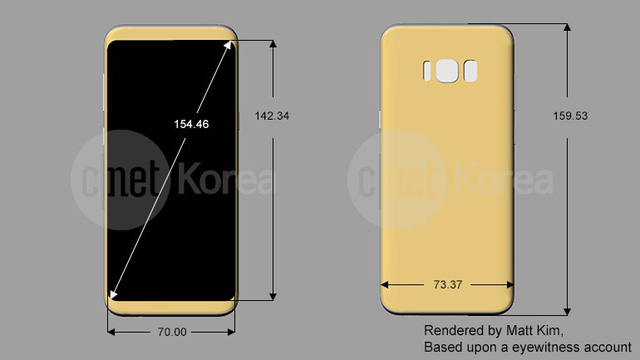 154.46
142.34
70.00
159.53
73.37
cnet Korea
cnet Korea
Rendered by Matt Kim,
Based upon a eyewitness account